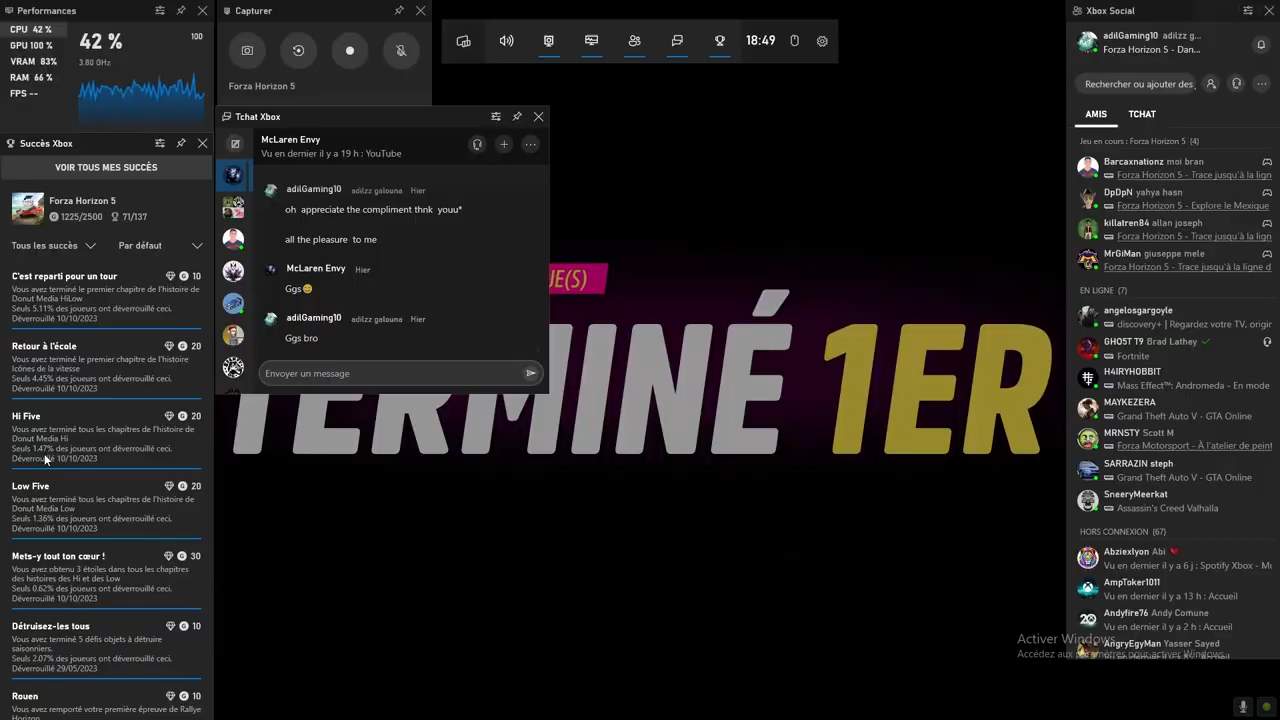 Performances
CPU 42 %
GPU 100 %
VRAM 83%
RAM 66 %
FPS --
42 %
100
3.80 GHz
Capturer
Forza Horizon 5
18:49
Succès Xbox
VOIR TOUS MES SUCCÈS
Forza Horizon 5
G 1225/2500 71/137
Tous les succès
Par défaut
C'est reparti pour un tour
G 10
Vous avez terminé le premier chapitre de l'histoire de
Donut Media HiLow
Seuls 5.11% des joueurs ont déverrouillé ceci.
Déverrouillé 10/10/2023
Retour à l'école
G 20
Vous avez terminé le premier chapitre de l'histoire
Icônes de la vitesse
Seuls 4.45% des joueurs ont déverrouillé ceci.
Déverrouillé 10/10/2023
Hi Five
G 20
Vous avez terminé tous les chapitres de l'histoire de
Donut Media Hi
Seuls 1.47% des joueurs ont déverrouillé ceci.
Déverrouillé 10/10/2023
Low Five
G 20
Vous avez terminé tous les chapitres de l'histoire de
Donut Media Low
Seuls 1.36% des joueurs ont déverrouillé ceci.
Déverrouillé 10/10/2023
Mets-y tout ton cœur !
G 30
Vous avez obtenu 3 étoiles dans tous les chapitres
des histoires des Hi et des Low
Seuls 0.62% des joueurs ont déverrouillé ceci.
Déverrouillé 10/10/2023
Détruisez-les tous
G 10
Vous avez terminé 5 défis objets à détruire
saisonniers.
Seuls 2.07% des joueurs ont déverrouillé ceci.
Déverrouillé 29/05/2023
Rouen
G 10
Vous avez remporté votre première épreuve de Rallye
Horizon
Tchat Xbox
McLaren Envy
Vu en dernier il y a 19 h : YouTube
adilGaming10 adilzz galouna Hier
oh appreciate the compliment thnk youu*
all the pleasure to me
McLaren Envy Hier
Ggs😄
adilGaming10 adilzz galouna Hier
Ggs bro
Envoyer un message
UE(S)
TERMINÉ 1ER
Xbox Social
adilGaming10 adilzz g...
Forza Horizon 5 - Dan...
Rechercher ou ajouter des
AMIS
TCHAT
Jeu en cours : Forza Horizon 5 (4)
Barcaxnationz moi bran
Forza Horizon 5 - Trace jusqu'à la lign
DpDpN yahya hasn
Forza Horizon 5 - Explore le Mexique
killatren84 allan joseph
Forza Horizon 5 - Trace jusqu'à la lign
MrGiMan giuseppe mele
Forza Horizon 5 - Trace jusqu'à la ligne d
EN LIGNE (7)
angelosgargoyle
discovery+ | Regardez votre TV, origin
GHOST T9 Brad Lathey
Fortnite
H4IRYHOBBIT
Mass Effect™: Andromeda - En mode
MAYKEZERA
Grand Theft Auto V - GTA Online
MRNSTY Scott M
Forza Motorsport - À l'atelier de peint
SARRAZIN steph
Grand Theft Auto V - GTA Online
SneeryMeerkat
Assassin's Creed Valhalla
HORS CONNEXION (67)
Abziexlyon Abi ❤
Vu en dernier il y a 6 j : Spotify Xbox - Mu
AmpToker1011
Vu en dernier il y a 13 h : Accueil
Andyfire76 Andy Comune
Vu en dernier il y a 2 h : Accueil
AngryEgyMan Yasser Sayed
Activer Windows
Accédez aux paramètres pour activer Windows.